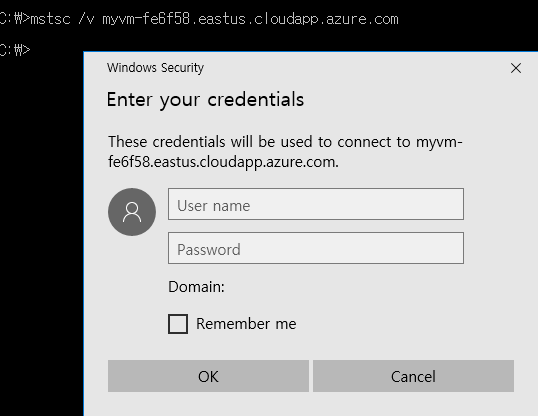 C:₩>mstsc /v myvm-fe6f58.eastus.cloudapp.azure.com
C:₩>
Windows Security
Enter your credentials
These credentials will be used to connect to myvm-
fe6f58.eastus.cloudapp.azure.com.
User name
Password
Domain:
Remember me
OK Cancel